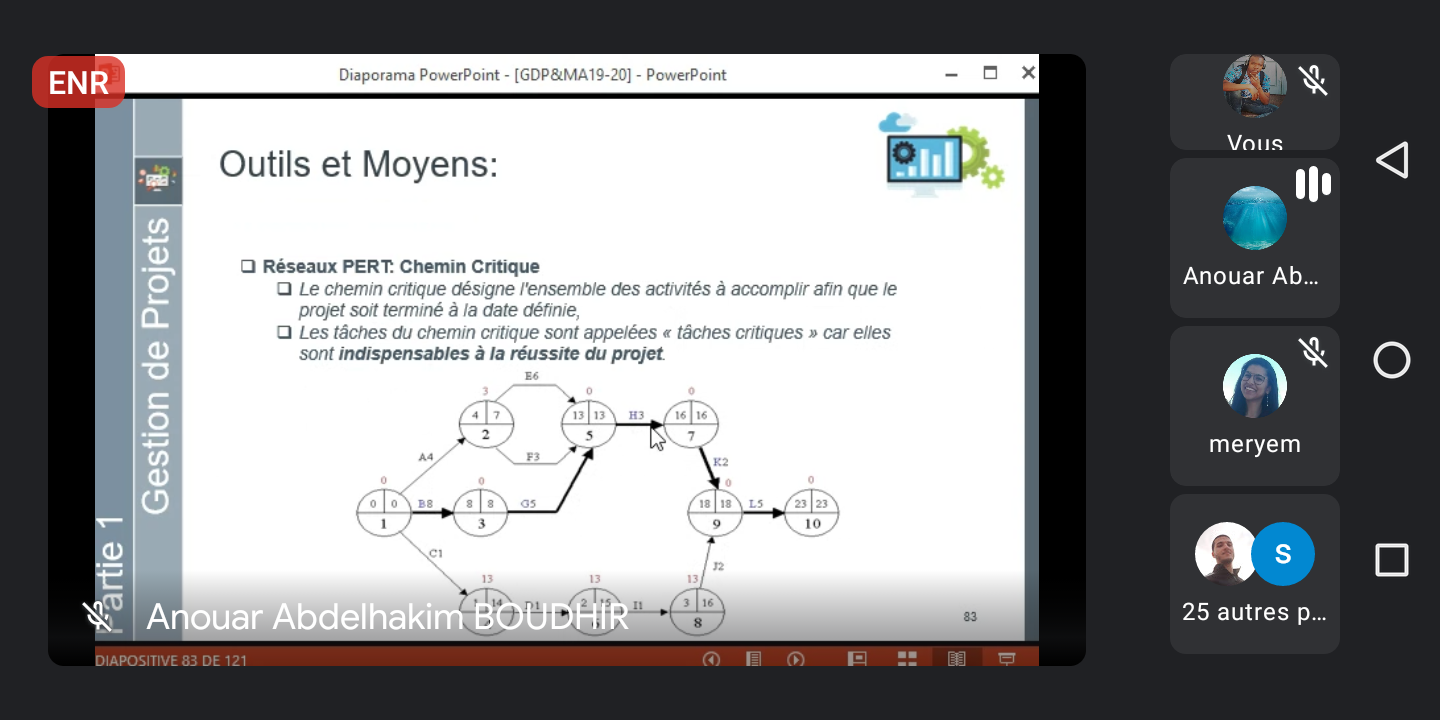 ENR
Diaporama PowerPoint - [GDP&MA19-20] - PowerPoint
Partie 1
Gestion de Projets
Outils et Moyens:
Réseaux PERT: Chemin Critique
Le chemin critique désigne l'ensemble des activités à accomplir afin que le
projet soit terminé à la date définie,
Les tâches du chemin critique sont appelées « tâches critiques » car elles
sont indispensables à la réussite du projet.
E6
3
0
0
4 7
13 13
H3
16 16
2
5
7
A4
F3
K2
0
0
0
0
0 0
B8
8 8
G5
18 18
L5
23 23
1
3
9
10
C1
J2
13
13
13
D1
I1
3 16
8
83
Anouar Abdelhakim BOUDHIR
DIAPOSITIVE 83 DE 121
Vous
Anouar Ab...
meryem
S
25 autres p...